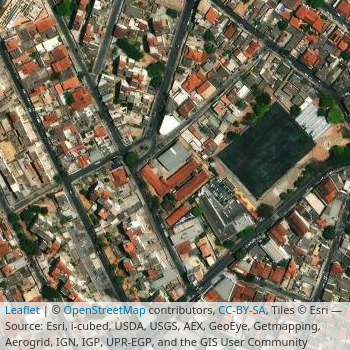 Leaflet | © OpenStreetMap contributors, CC-BY-SA, Tiles © Esri —
Source: Esri, i-cubed, USDA, USGS, AEX, GeoEye, Getmapping,
Aerogrid, IGN, IGP, UPR-EGP, and the GIS User Community